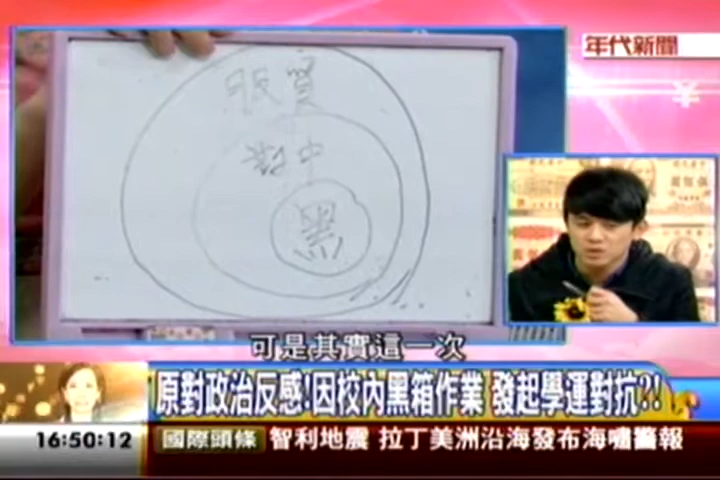 年代新聞
服貿
對中
黑
可是其實這一次
原對政治反感!因校內黑箱作業 發起學運對抗?!
16:50:12
國際頭條
智利地震 拉丁美洲沿海發布海嘯警報